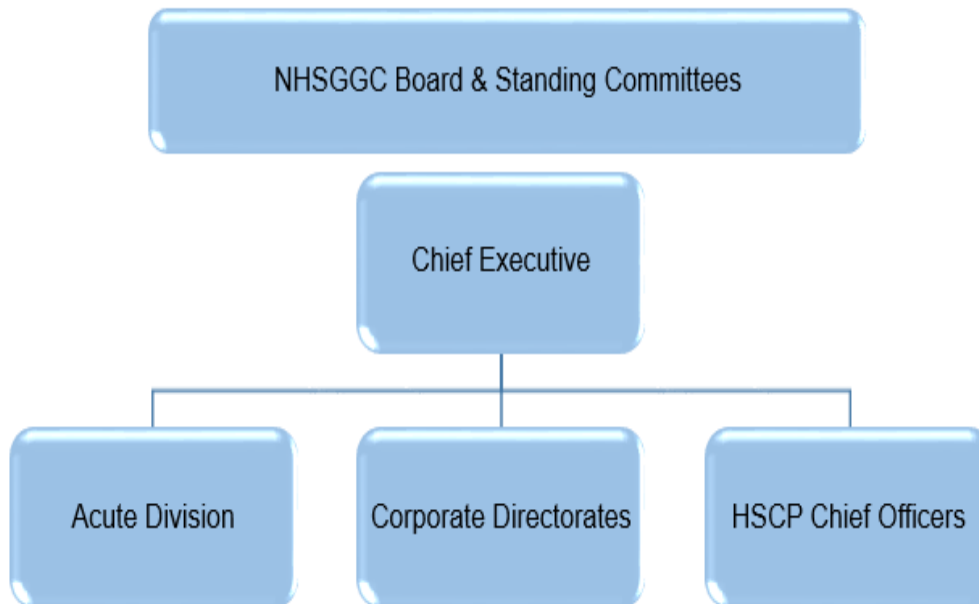 NHSGGC Board & Standing Committees
Chief Executive
Acute Division
Corporate Directorates
HSCP Chief Officers